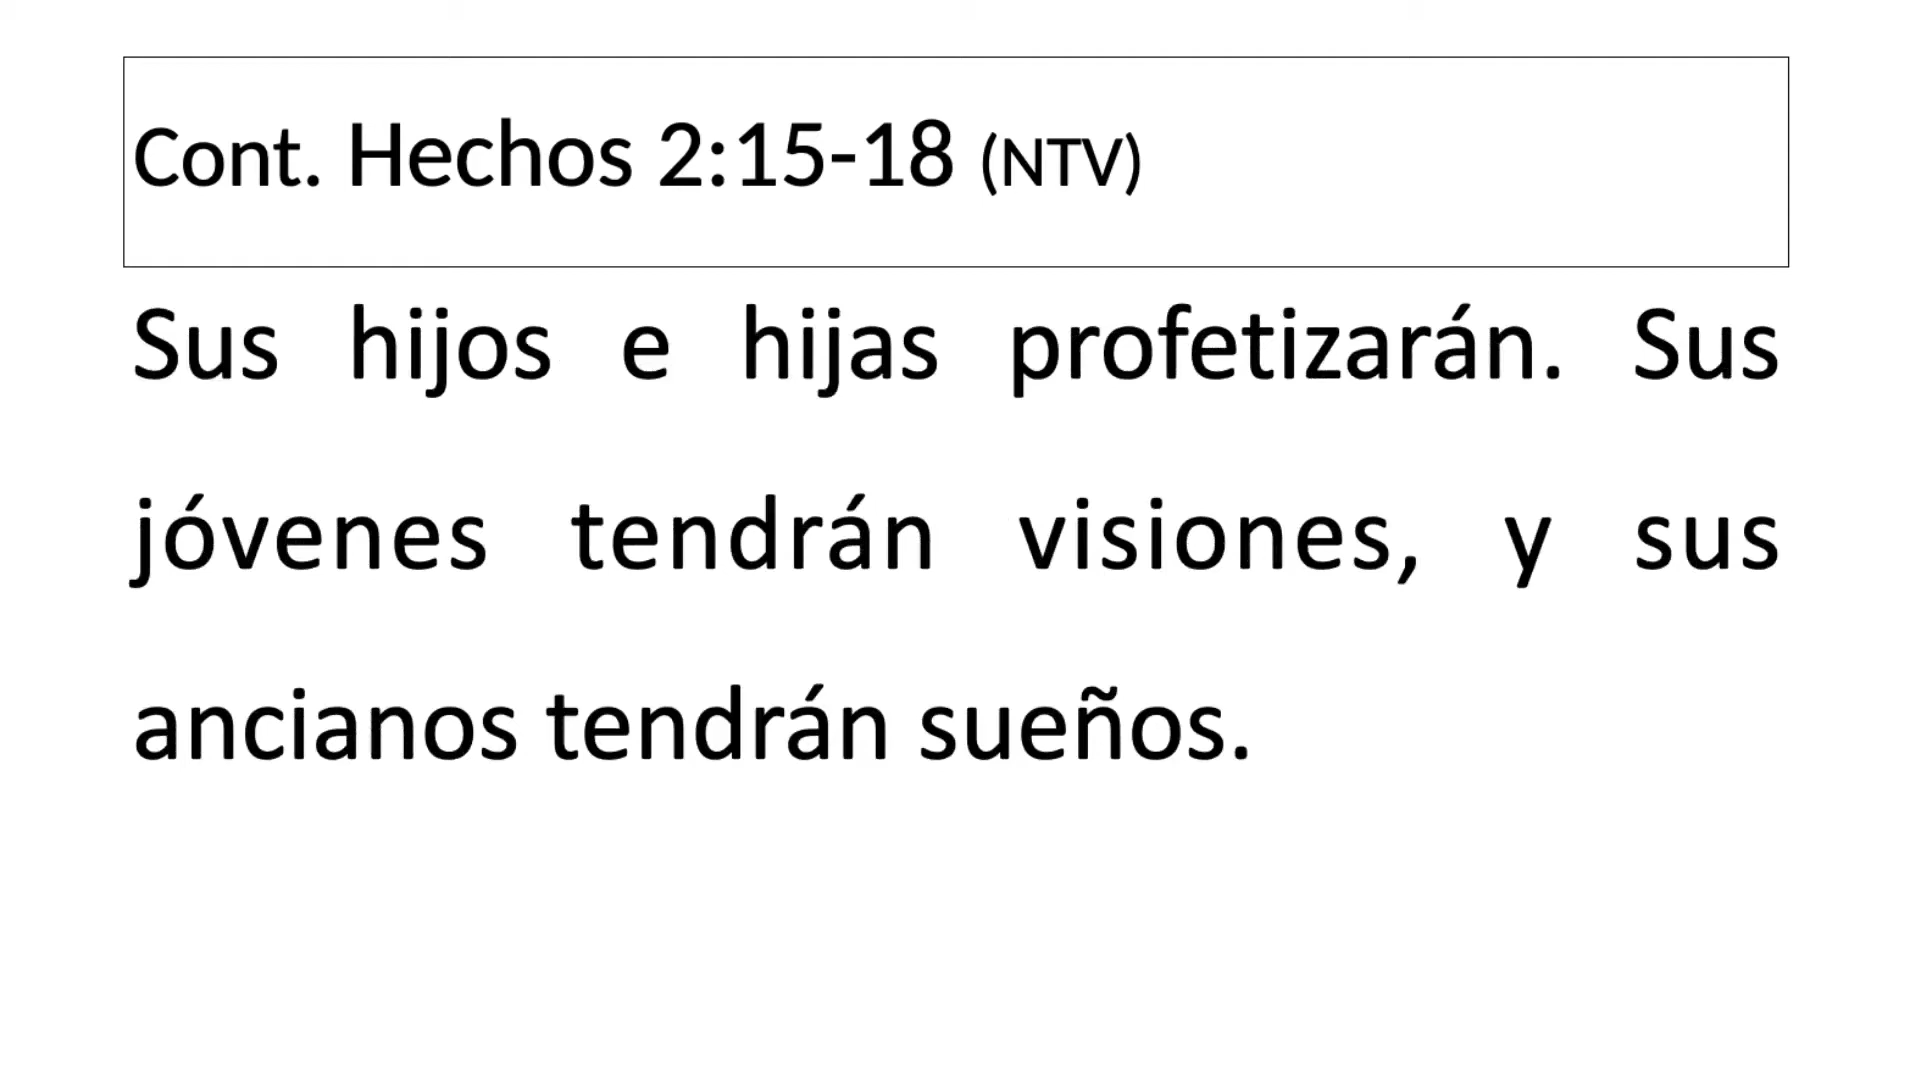 Cont. Hechos 2:15-18 (NTV)
Sus hijos e hijas profetizarán. Sus
jóvenes tendrán visiones, y sus
ancianos tendrán sueños.